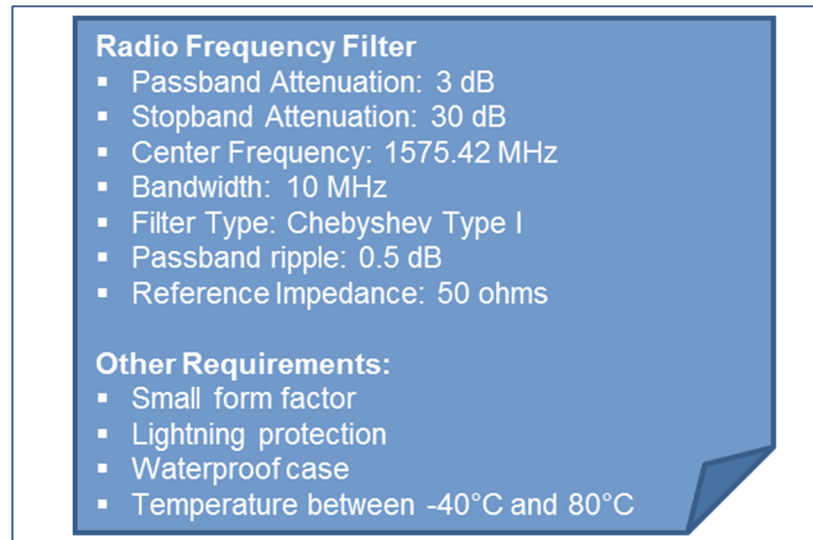 Radio Frequency Filter
▪ Passband Attenuation: 3 dB
▪ Stopband Attenuation: 30 dB
▪ Center Frequency: 1575.42 MHz
▪ Bandwidth: 10 MHz
▪ Filter Type: Chebyshev Type I
▪ Passband ripple: 0.5 dB
▪ Reference Impedance: 50 ohms
Other Requirements:
▪ Small form factor
▪ Lightning protection
▪ Waterproof case
▪ Temperature between -40°C and 80°C